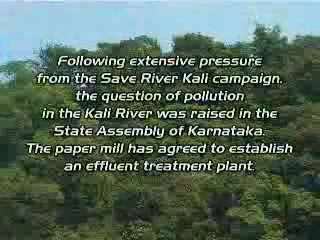 Following extensive pressure
from the Save River Kali campaign,
the question of pollution
in the Kali River was raised in the
State Assembly of Karnataka.
The paper mill has agreed to establish
an effluent treatment plant.